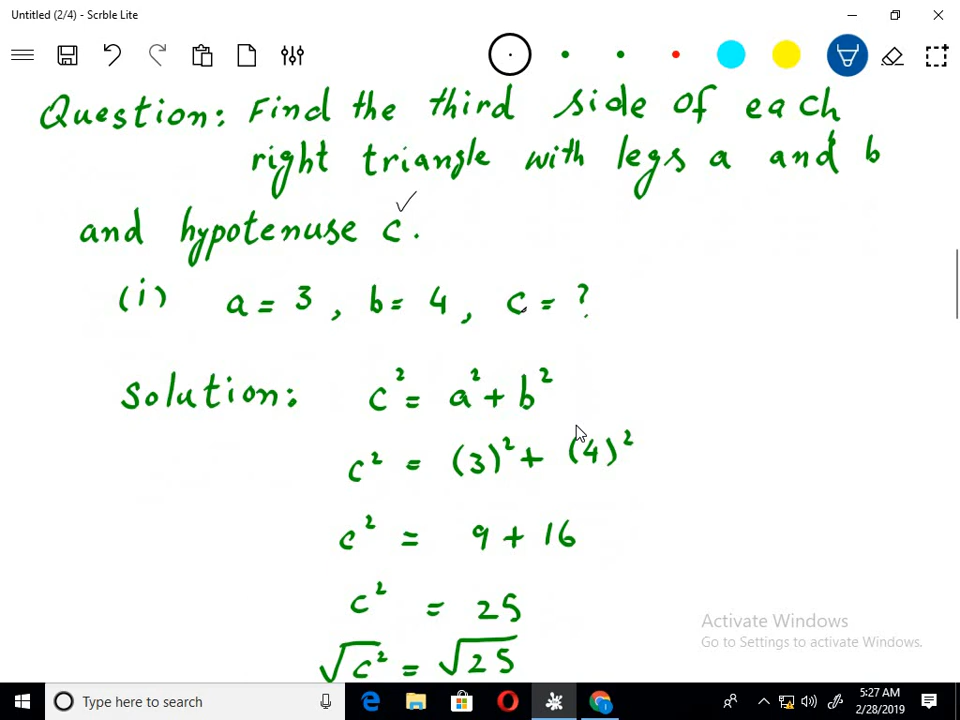 Untitled (2/4) - Scrble Lite
Question: Find the third side of each
right triangle with legs a and b
and hypotenuse c.
(i) a = 3 , b = 4 , c = ?
Solution: c² = a² + b²
c² = (3)² + (4)²
c² = 9 + 16
c² = 25
√c² = √25
Activate Windows
Go to Settings to activate Windows.
Type here to search
5:27 AM
2/28/2019